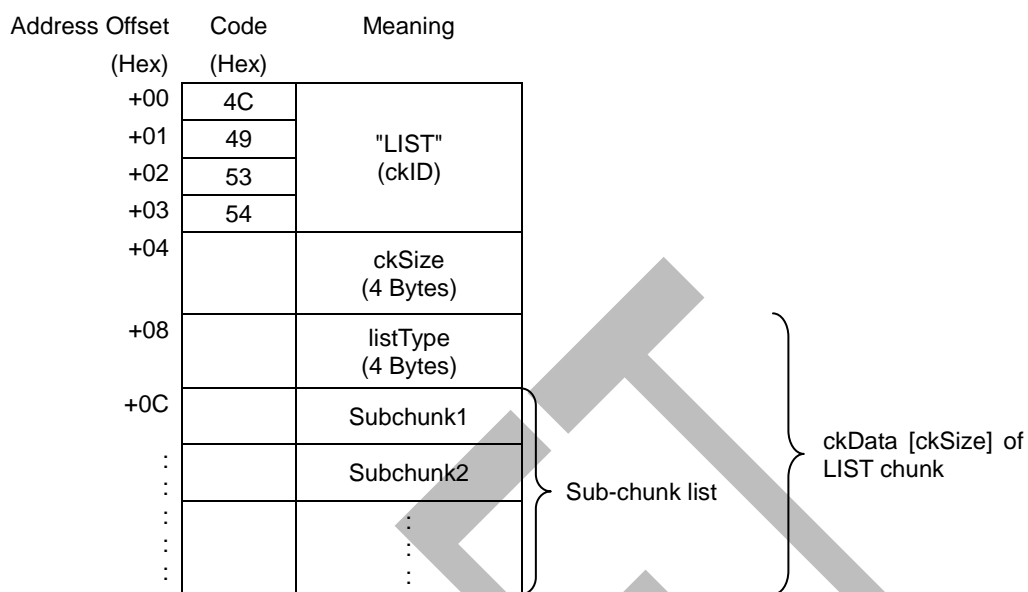 Address Offset Code Meaning
(Hex) (Hex)
+00 4C
+01 49 "LIST"
+02 53 (ckID)
+03 54
+04 ckSize
(4 Bytes)
+08 listType
(4 Bytes)
+0C Subchunk1
: Subchunk2
:
: :
: :
: :
Sub-chunk list
ckData [ckSize] of
LIST chunk